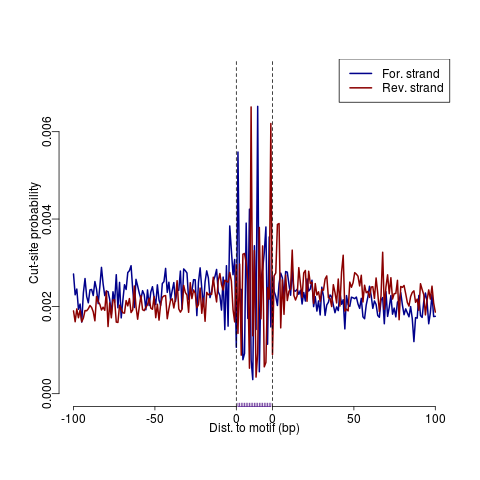 For. strand
Rev. strand
0.006
0.004
0.002
0.000
Cut-site probability
-100 -50 0 0 50 100
Dist. to motif (bp)